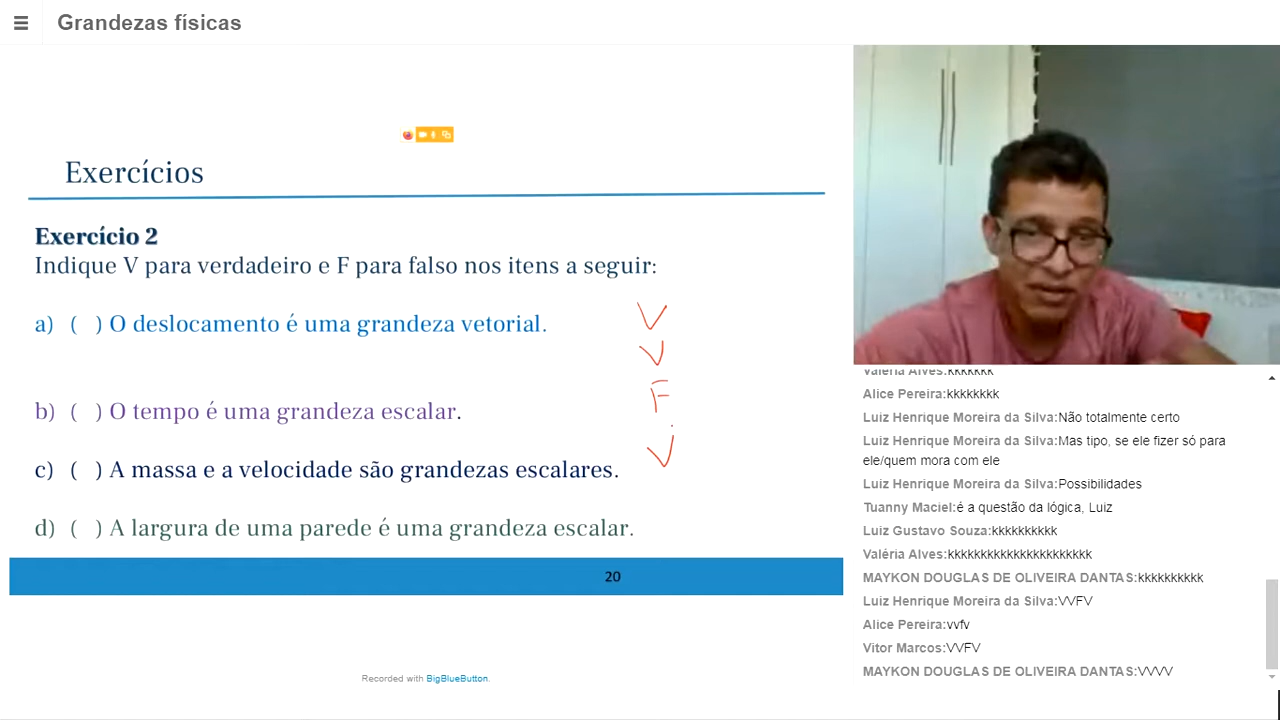 Grandezas físicas
Exercícios
Exercício 2
Indique V para verdadeiro e F para falso nos itens a seguir:
a) ( ) O deslocamento é uma grandeza vetorial.
V
V
b) ( ) O tempo é uma grandeza escalar.
F
c) ( ) A massa e a velocidade são grandezas escalares.
V
d) ( ) A largura de uma parede é uma grandeza escalar.
20
Recorded with BigBlueButton.
Valéria Alves:kkkkkkk
Alice Pereira:kkkkkkkk
Luiz Henrique Moreira da Silva:Não totalmente certo
Luiz Henrique Moreira da Silva:Mas tipo, se ele fizer só para
ele/quem mora com ele
Luiz Henrique Moreira da Silva:Possibilidades
Tuanny Maciel:é a questão da lógica, Luiz
Luiz Gustavo Souza:kkkkkkkkkk
Valéria Alves:kkkkkkkkkkkkkkkkkkkkkk
MAYKON DOUGLAS DE OLIVEIRA DANTAS:kkkkkkkkkk
Luiz Henrique Moreira da Silva:VVFV
Alice Pereira:vvfv
Vitor Marcos:VVFV
MAYKON DOUGLAS DE OLIVEIRA DANTAS:VVVV